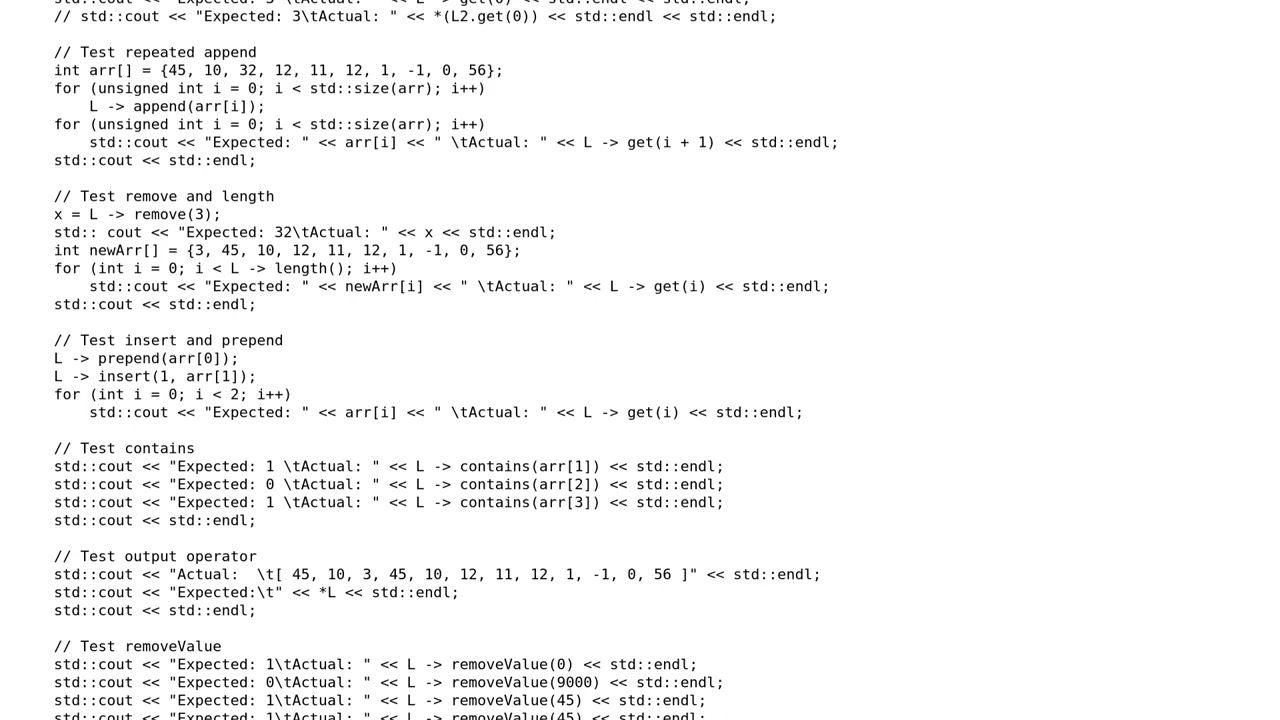 // std::cout << "Expected: 3\tActual: " << *(L2.get(0)) << std::endl << std::endl;
// Test repeated append
int arr[] = {45, 10, 32, 12, 11, 12, 1, -1, 0, 56};
for (unsigned int i = 0; i < std::size(arr); i++)
L -> append(arr[i]);
for (unsigned int i = 0; i < std::size(arr); i++)
std::cout << "Expected: " << arr[i] << " \tActual: " << L -> get(i + 1) << std::endl;
std::cout << std::endl;
// Test remove and length
x = L -> remove(3);
std:: cout << "Expected: 32\tActual: " << x << std::endl;
int newArr[] = {3, 45, 10, 12, 11, 12, 1, -1, 0, 56};
for (int i = 0; i < L -> length(); i++)
std::cout << "Expected: " << newArr[i] << " \tActual: " << L -> get(i) << std::endl;
std::cout << std::endl;
// Test insert and prepend
L -> prepend(arr[0]);
L -> insert(1, arr[1]);
for (int i = 0; i < 2; i++)
std::cout << "Expected: " << arr[i] << " \tActual: " << L -> get(i) << std::endl;
// Test contains
std::cout << "Expected: 1 \tActual: " << L -> contains(arr[1]) << std::endl;
std::cout << "Expected: 0 \tActual: " << L -> contains(arr[2]) << std::endl;
std::cout << "Expected: 1 \tActual: " << L -> contains(arr[3]) << std::endl;
std::cout << std::endl;
// Test output operator
std::cout << "Actual:  \t[ 45, 10, 3, 45, 10, 12, 11, 12, 1, -1, 0, 56 ]" << std::endl;
std::cout << "Expected:\t" << *L << std::endl;
std::cout << std::endl;
// Test removeValue
std::cout << "Expected: 1\tActual: " << L -> removeValue(0) << std::endl;
std::cout << "Expected: 0\tActual: " << L -> removeValue(9000) << std::endl;
std::cout << "Expected: 1\tActual: " << L -> removeValue(45) << std::endl;
std::cout << "Expected: 1\tActual: " << L -> removeValue(45) << std::endl;